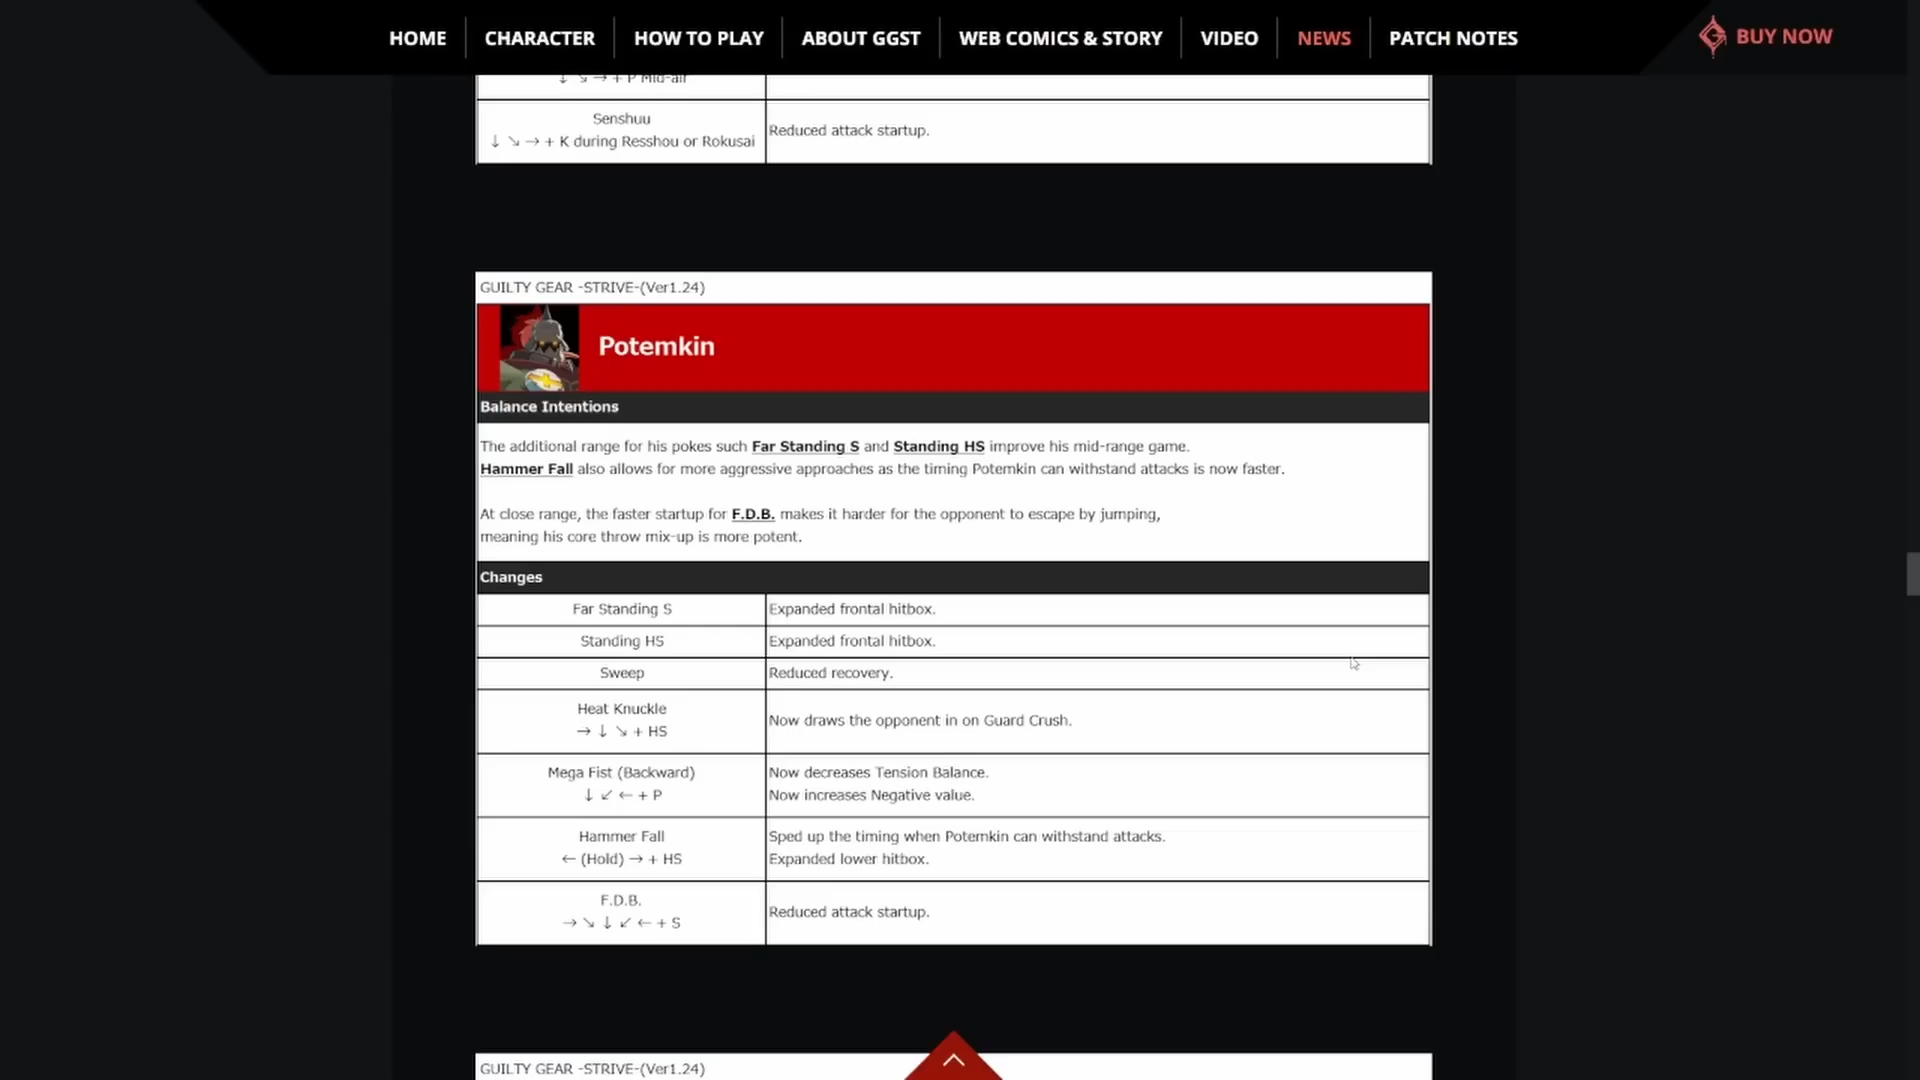 HOME
CHARACTER
HOW TO PLAY
ABOUT GGST
WEB COMICS & STORY
VIDEO
NEWS
PATCH NOTES
BUY NOW
↓ ↘ → + P Mid-air
Senshuu
↓ ↘ → + K during Resshou or Rokusai
Reduced attack startup.
GUILTY GEAR -STRIVE-(Ver1.24)
Potemkin
Balance Intentions
The additional range for his pokes such Far Standing S and Standing HS improve his mid-range game.
Hammer Fall also allows for more aggressive approaches as the timing Potemkin can withstand attacks is now faster.
At close range, the faster startup for F.D.B. makes it harder for the opponent to escape by jumping,
meaning his core throw mix-up is more potent.
Changes
Far Standing S
Expanded frontal hitbox.
Standing HS
Expanded frontal hitbox.
Sweep
Reduced recovery.
Heat Knuckle
→ ↓ ↘ + HS
Now draws the opponent in on Guard Crush.
Mega Fist (Backward)
↓ ↙ ← + P
Now decreases Tension Balance.
Now increases Negative value.
Hammer Fall
← (Hold) → + HS
Sped up the timing when Potemkin can withstand attacks.
Expanded lower hitbox.
F.D.B.
→ ↘ ↓ ↙ ← + S
Reduced attack startup.
GUILTY GEAR -STRIVE-(Ver1.24)